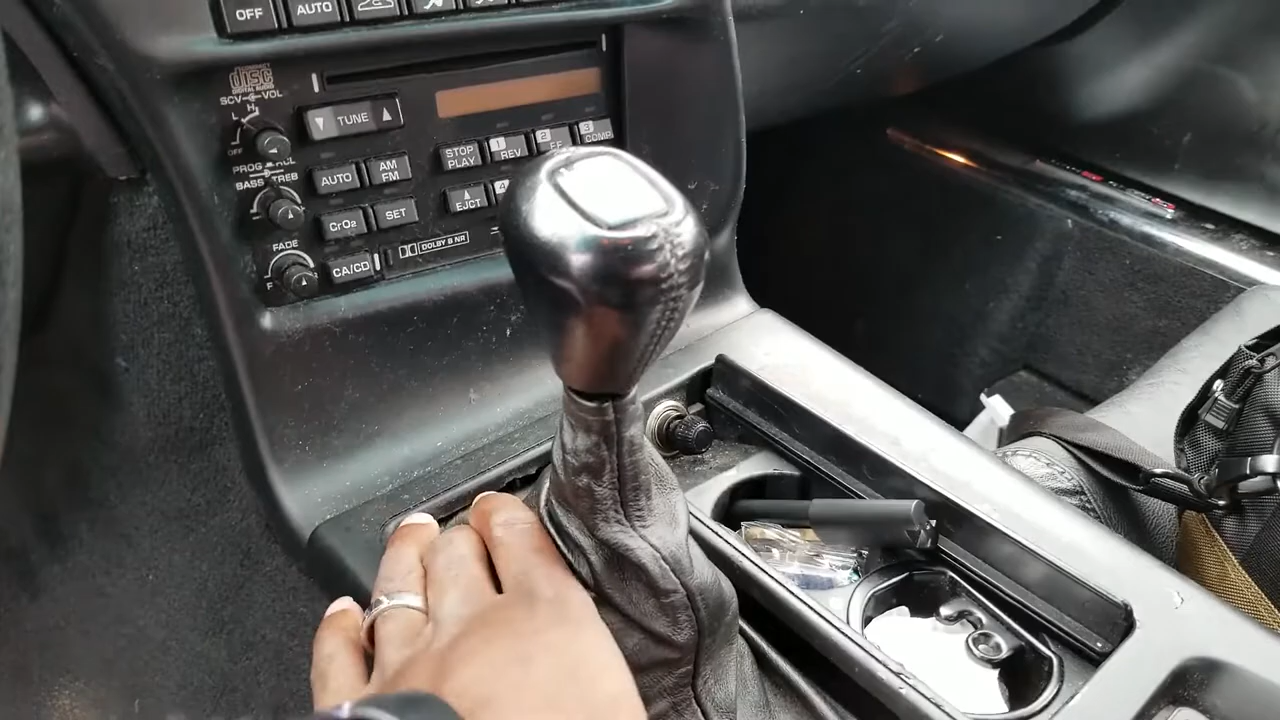 OFF
AUTO
COMPACT
disc
DIGITAL AUDIO
SCV VOL
L H
OFF
TUNE
PROG
BASS TREB
AUTO
AM
FM
STOP
PLAY
1
REV
2
FF
3
COMP
EJCT
4
CrO2
SET
FADE
F
CA/CD
DOLBY B NR